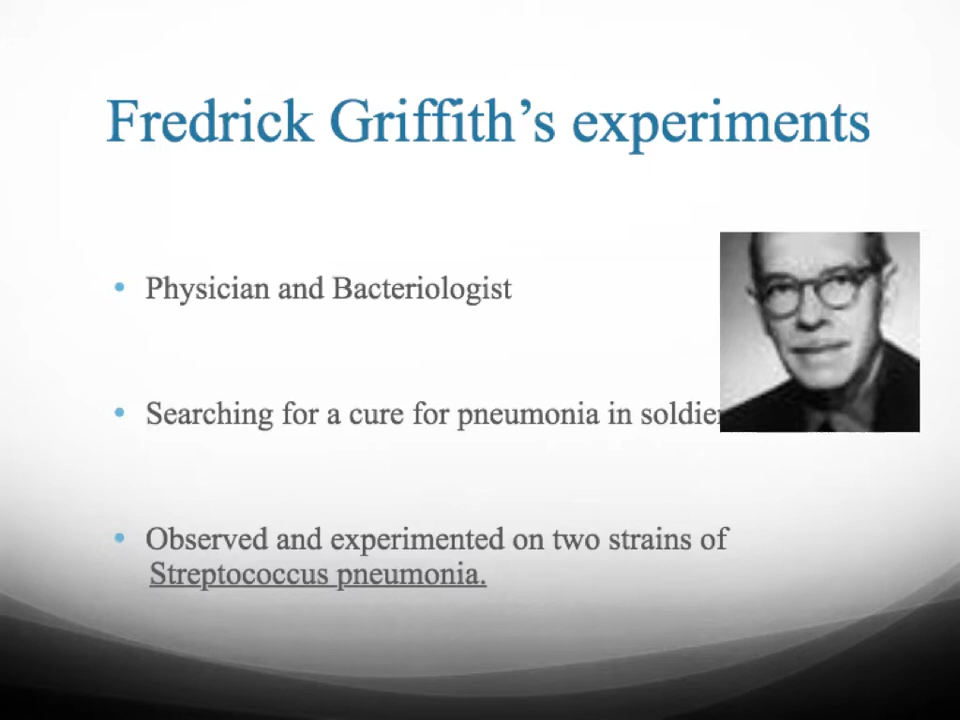 Fredrick Griffith’s experiments
• Physician and Bacteriologist
• Searching for a cure for pneumonia in
• Observed and experimented on two strains of
Streptococcus pneumonia.